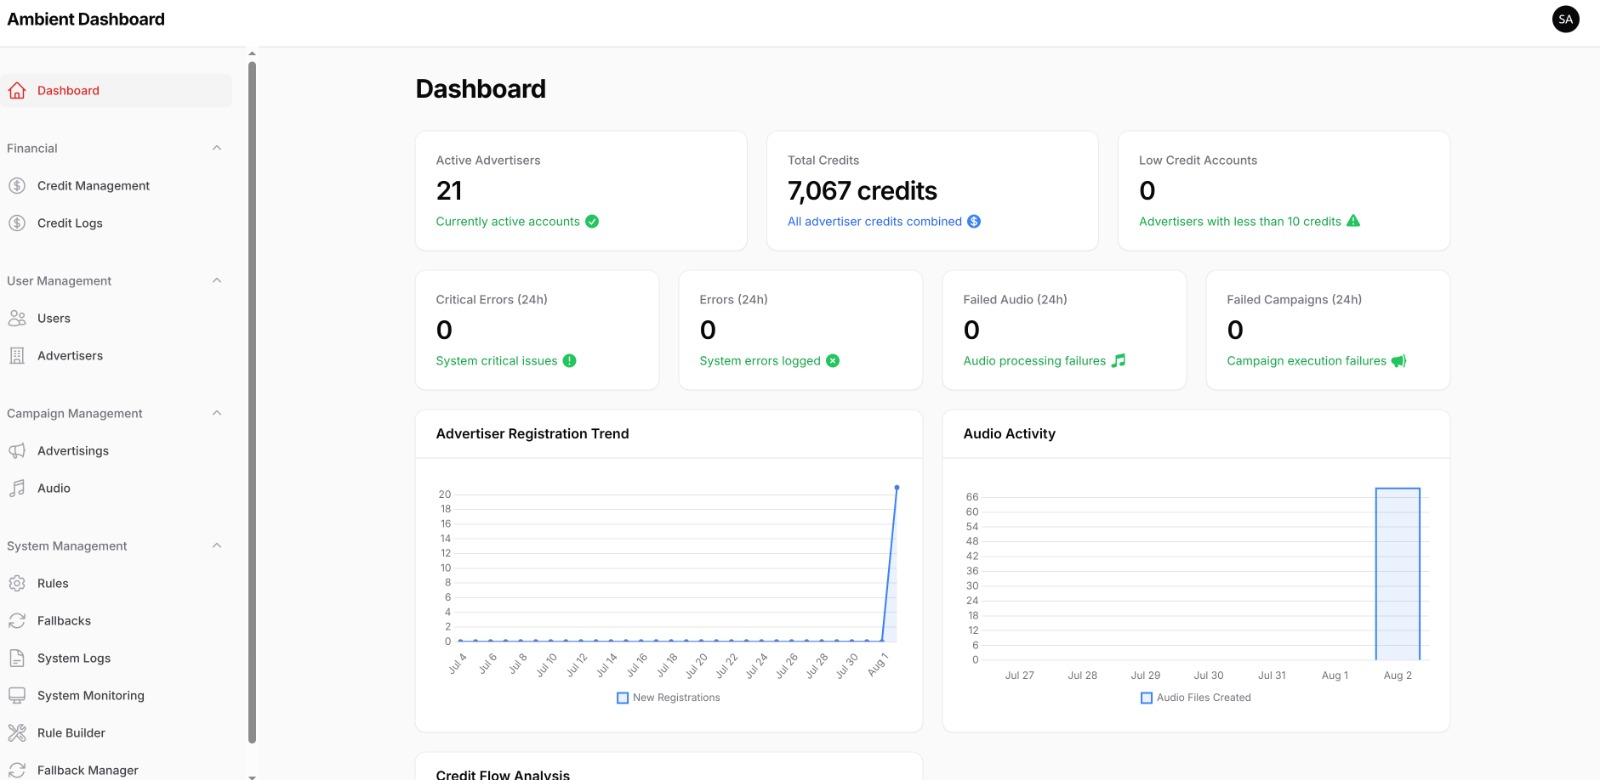 Ambient Dashboard
SA
Dashboard
Financial
Credit Management
Credit Logs
User Management
Users
Advertisers
Campaign Management
Advertisings
Audio
System Management
Rules
Fallbacks
System Logs
System Monitoring
Rule Builder
Fallback Manager
Dashboard
Active Advertisers
21
Currently active accounts
Total Credits
7,067 credits
All advertiser credits combined
Low Credit Accounts
0
Advertisers with less than 10 credits
Critical Errors (24h)
0
System critical issues
Errors (24h)
0
System errors logged
Failed Audio (24h)
0
Audio processing failures
Failed Campaigns (24h)
0
Campaign execution failures
Advertiser Registration Trend
20
18
16
14
12
10
8
6
4
2
0
Jul 4 Jul 6 Jul 8 Jul 10 Jul 12 Jul 14 Jul 16 Jul 18 Jul 20 Jul 22 Jul 24 Jul 26 Jul 28 Jul 30 Aug 1
New Registrations
Audio Activity
66
60
54
48
42
36
30
24
18
12
6
0
Jul 27 Jul 28 Jul 29 Jul 30 Jul 31 Aug 1 Aug 2
Audio Files Created
Credit Flow Analysis